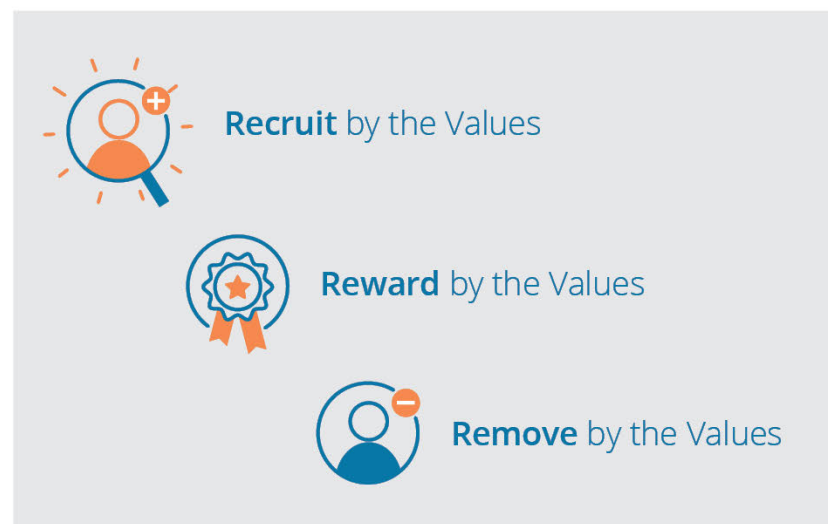 Recruit by the Values
Reward by the Values
Remove by the Values